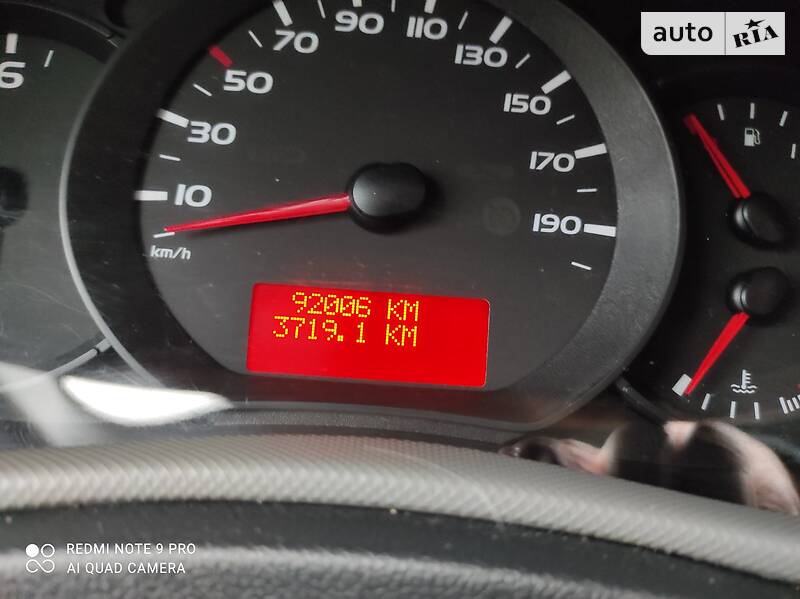 auto RIA
6
10
30
50
70
90
110
130
150
170
190
km/h
92006 KM
3719.1 KM
REDMI NOTE 9 PRO
AI QUAD CAMERA